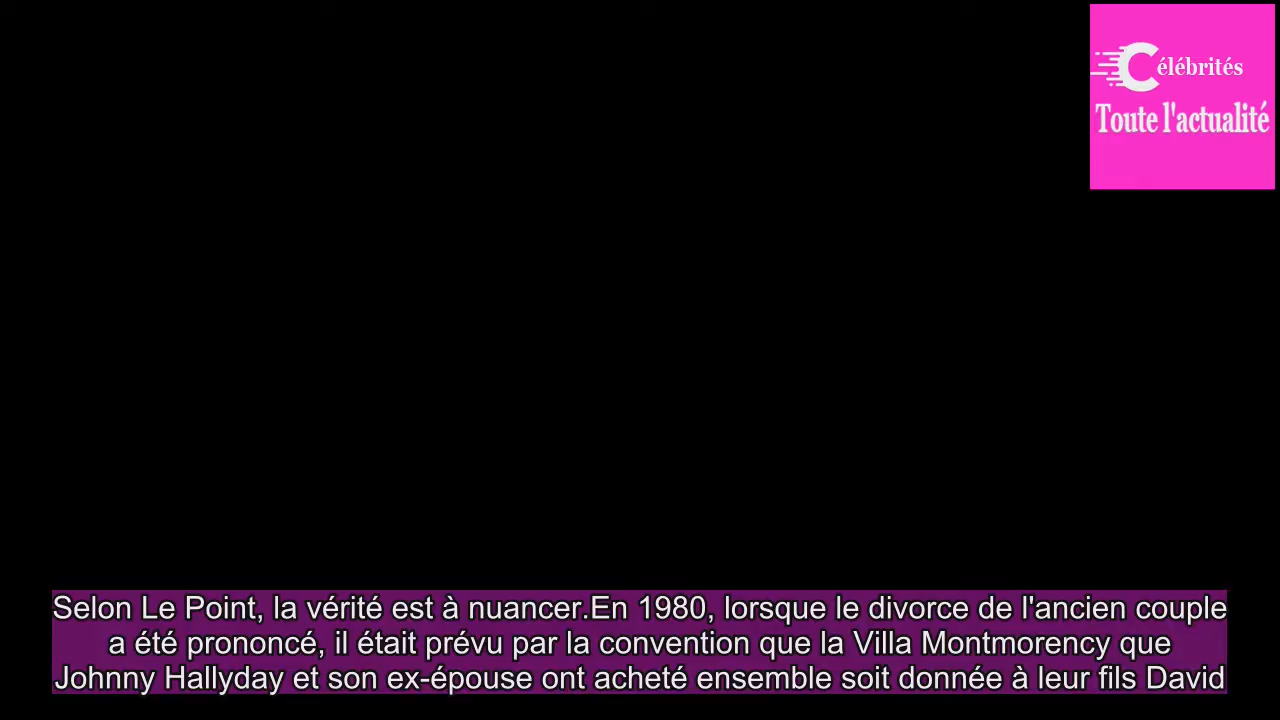 Célébrités
Toute l'actualité
Selon Le Point, la vérité est à nuancer.En 1980, lorsque le divorce de l'ancien couple
a été prononcé, il était prévu par la convention que la Villa Montmorency que
Johnny Hallyday et son ex-épouse ont acheté ensemble soit donnée à leur fils David